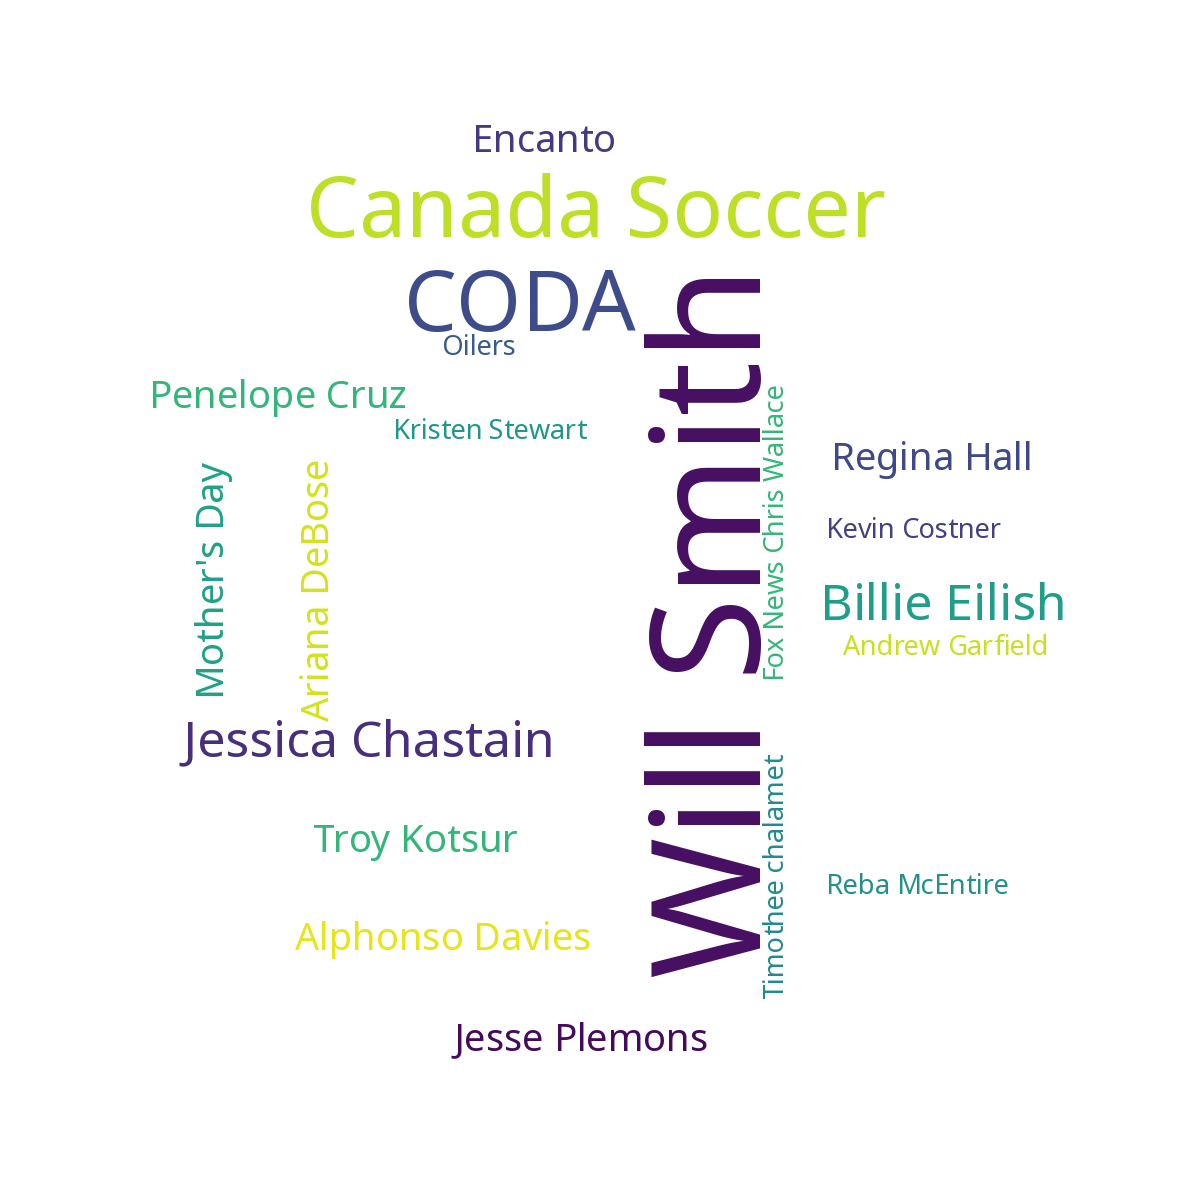 Encanto
Canada Soccer
CODA
Oilers
Penelope Cruz
Kristen Stewart
Will Smith
Fox News Chris Wallace
Regina Hall
Kevin Costner
Mother's Day
Ariana DeBose
Billie Eilish
Andrew Garfield
Jessica Chastain
Troy Kotsur
Timothee chalamet
Reba McEntire
Alphonso Davies
Jesse Plemons